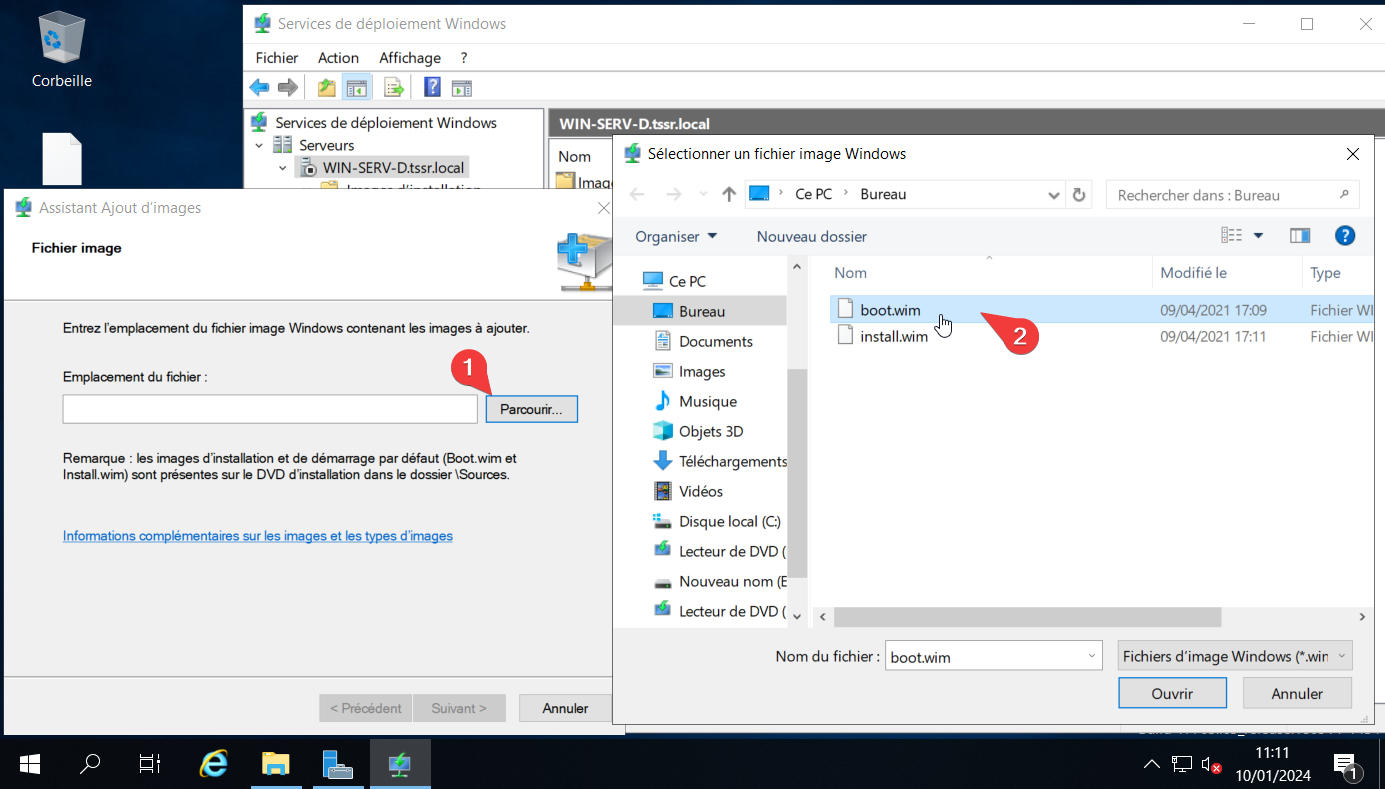 Corbeille
Services de déploiement Windows
Fichier Action Affichage ?
Services de déploiement Windows
Serveurs
WIN-SERV-D.tssr.local
Images d'installation
WIN-SERV-D.tssr.local
Nom
Assistant Ajout d'images
Fichier image
Entrez l'emplacement du fichier image Windows contenant les images à ajouter.
Emplacement du fichier :
1
Parcourir...
Remarque : les images d'installation et de démarrage par défaut (Boot.wim et
Install.wim) sont présentes sur le DVD d'installation dans le dossier \Sources.
Informations complémentaires sur les images et les types d'images
< Précédent Suivant > Annuler
Sélectionner un fichier image Windows
Ce PC Bureau
Rechercher dans : Bureau
Organiser Nouveau dossier
Ce PC
Bureau
Documents
Images
Musique
Objets 3D
Téléchargements
Vidéos
Disque local (C:)
Lecteur de DVD (
Nouveau nom (E
Lecteur de DVD (
Nom Modifié le Type
boot.wim 09/04/2021 17:09 Fichier WI
install.wim 09/04/2021 17:11 Fichier WI
2
Nom du fichier : boot.wim
Fichiers d'image Windows (*.wim
Ouvrir Annuler
11:11
10/01/2024
1